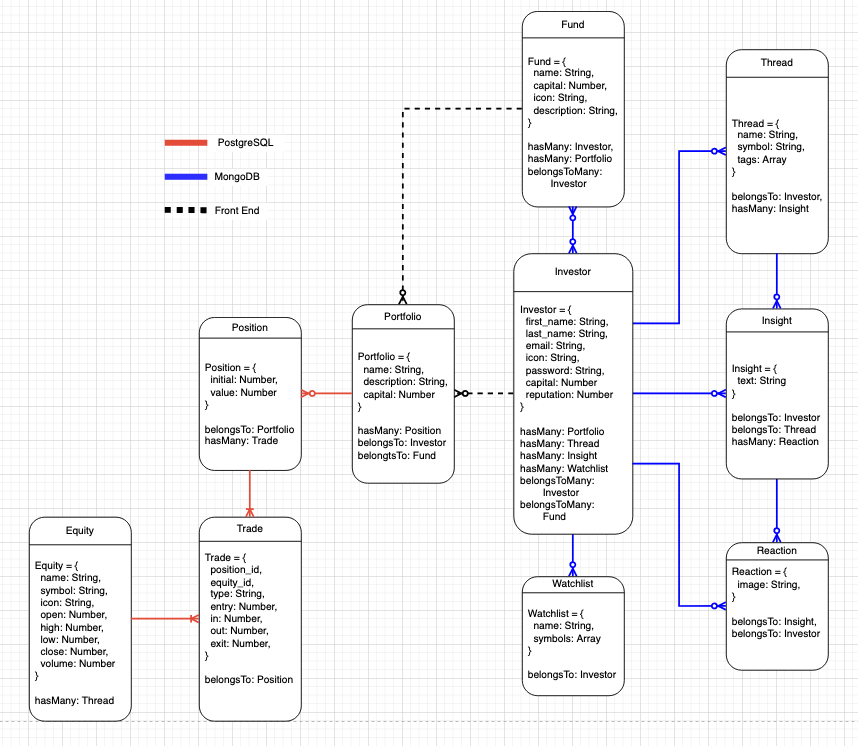 Fund
Fund = {
name: String,
capital: Number,
icon: String,
description: String,
}
hasMany: Investor,
hasMany: Portfolio
belongsToMany:
Investor
Thread
Thread = {
name: String,
symbol: String,
tags: Array
}
belongsTo: Investor,
hasMany: Insight
PostgreSQL
MongoDB
Front End
Investor
Investor = {
first_name: String,
last_name: String,
email: String,
icon: String,
password: String,
capital: Number
reputation: Number
}
hasMany: Portfolio
hasMany: Thread
hasMany: Insight
hasMany: Watchlist
belongsToMany:
Investor
belongsToMany:
Fund
Portfolio
Portfolio = {
name: String,
description: String,
capital: Number
}
hasMany: Position
belongsTo: Investor
belongtsTo: Fund
Position
Position = {
initial: Number,
value: Number
}
belongsTo: Portfolio
hasMany: Trade
Insight
Insight = {
text: String
}
belongsTo: Investor
belongsTo: Thread
hasMany: Reaction
Equity
Equity = {
name: String,
symbol: String,
icon: String,
open: Number,
high: Number,
low: Number,
close: Number,
volume: Number
}
hasMany: Thread
Trade
Trade = {
position_id,
equity_id,
type: String,
entry: Number,
in: Number,
out: Number,
exit: Number,
}
belongsTo: Position
Watchlist
Watchlist = {
name: String,
symbols: Array
}
belongsTo: Investor
Reaction
Reaction = {
image: String,
}
belongsTo: Insight,
belongsTo: Investor